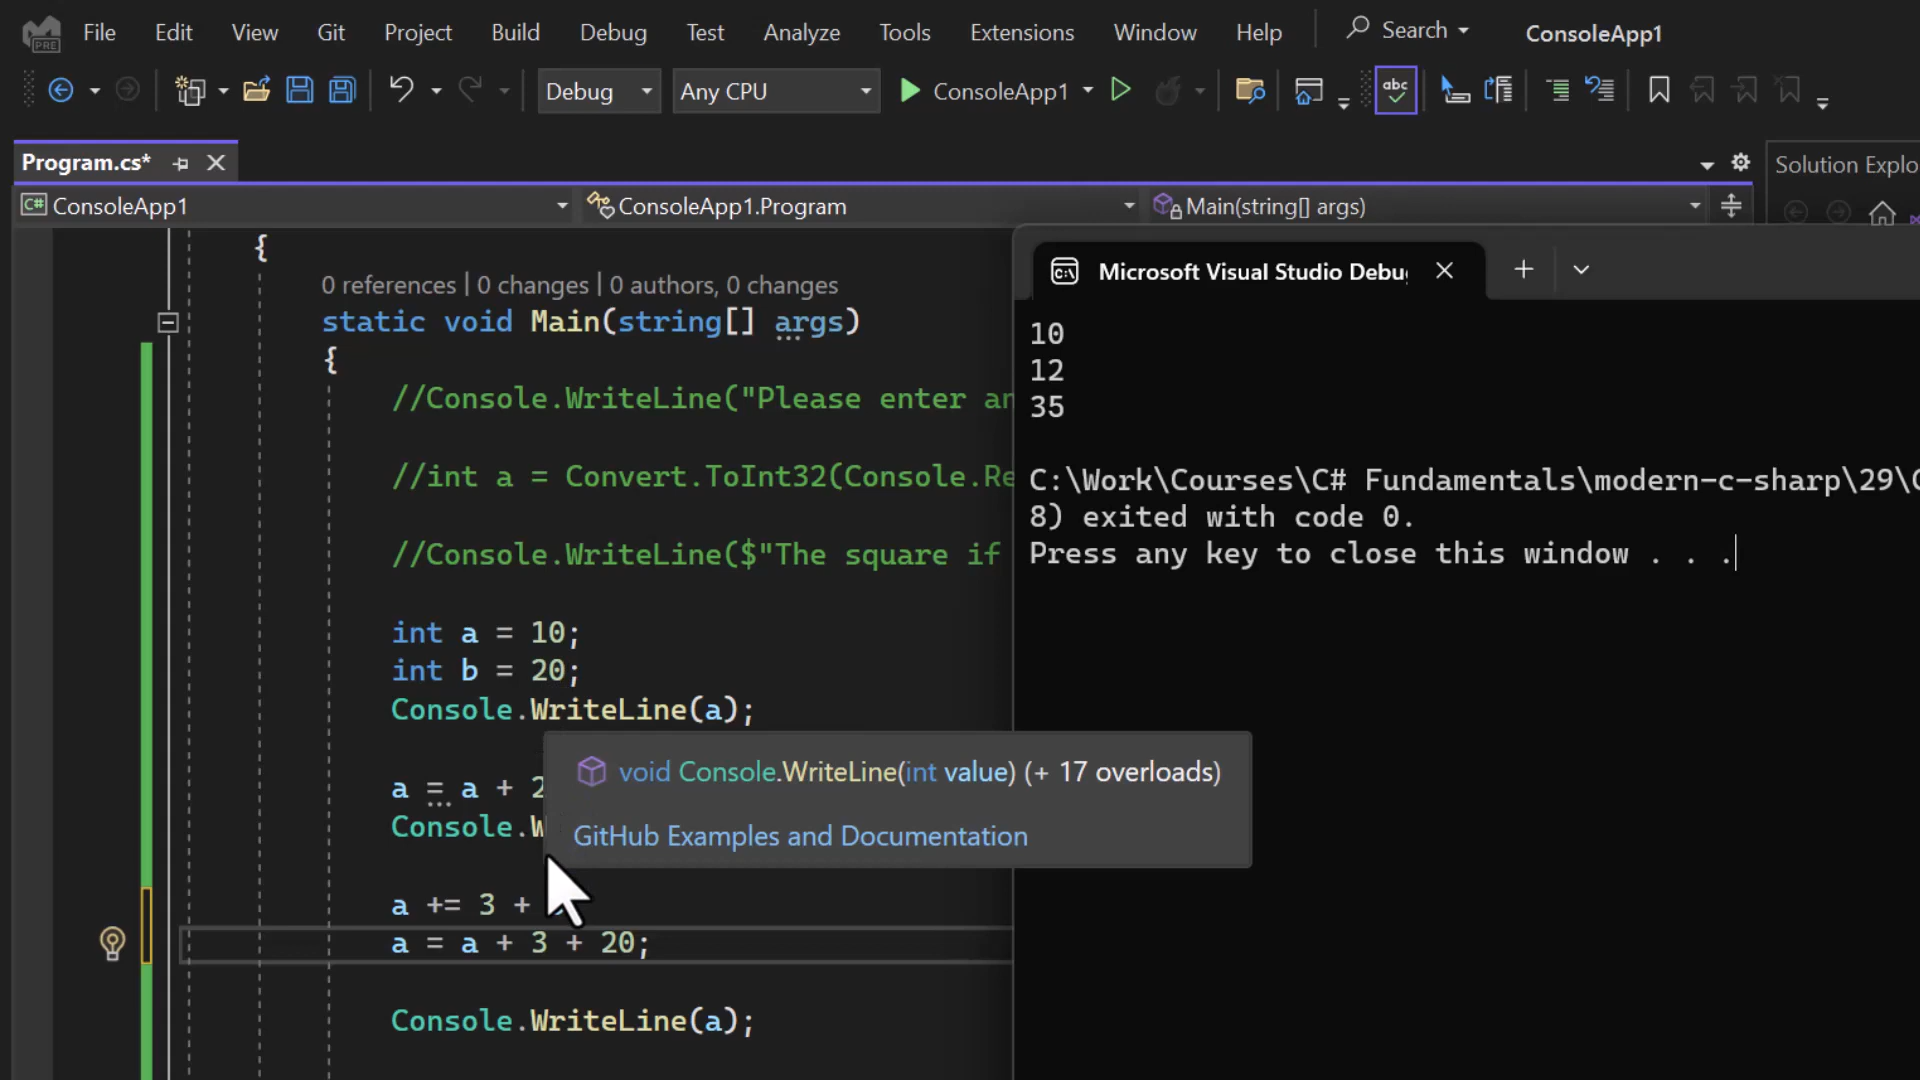 File Edit View Git Project Build Debug Test Analyze Tools Extensions Window Help Search ConsoleApp1
PRE
Debug Any CPU ConsoleApp1 abc
Program.cs*
Solution Explo
C# ConsoleApp1 ConsoleApp1.Program Main(string[] args)
{
0 references | 0 changes | 0 authors, 0 changes
static void Main(string[] args)
{
//Console.WriteLine("Please enter an
//int a = Convert.ToInt32(Console.Re
//Console.WriteLine($"The square if
int a = 10;
int b = 20;
Console.WriteLine(a);
a = a + 2
Console.W
a += 3 +
a = a + 3 + 20;
Console.WriteLine(a);
void Console.WriteLine(int value) (+ 17 overloads)
GitHub Examples and Documentation
Microsoft Visual Studio Debu
10
12
35
C:\Work\Courses\C# Fundamentals\modern-c-sharp\29\C
8) exited with code 0.
Press any key to close this window . . .